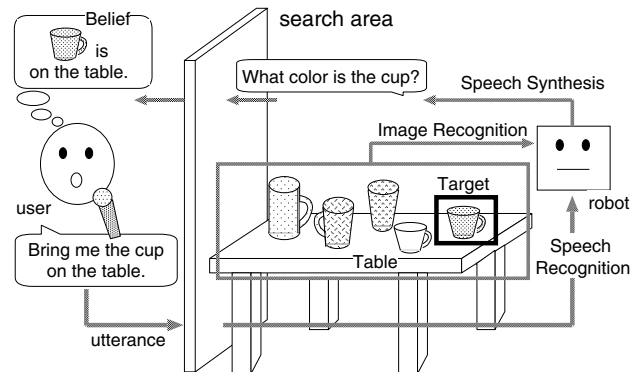 Belief
is
on the table.
search area
What color is the cup?
Speech Synthesis
Image Recognition
user
Target
robot
Bring me the cup
on the table.
Table
Speech
Recognition
utterance